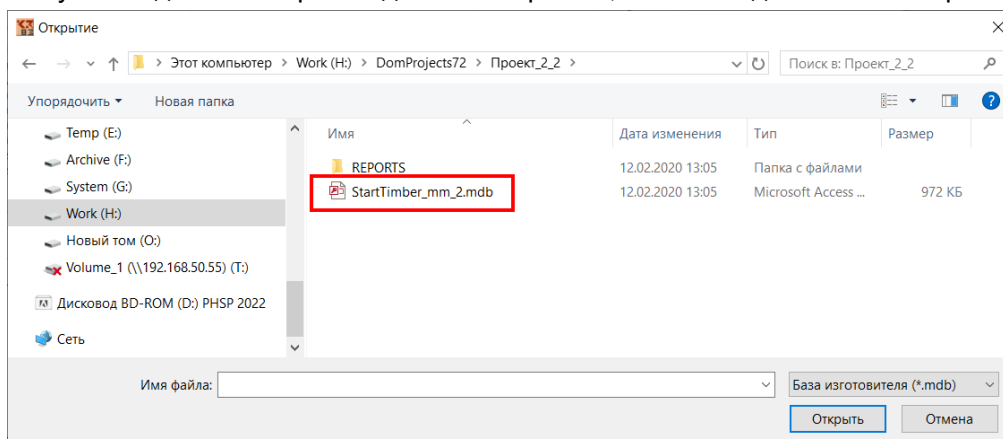 Открытие
Этот компьютер > Work (H:) > DomProjects72 > Проект_2_2 >
Поиск в: Проект_2_2
Упорядочить Новая папка
Имя Дата изменения Тип Размер
Temp (E:)
Archive (F:)
System (G:)
Work (H:)
Новый том (O:)
Volume_1 (\\192.168.50.55) (T:)
Дисковод BD-ROM (D:) PHSP 2022
Сеть
REPORTS 12.02.2020 13:05 Папка с файлами
StartTimber_mm_2.mdb 12.02.2020 13:05 Microsoft Access ... 972 КБ
Имя файла: База изготовителя (*.mdb)
Открыть Отмена